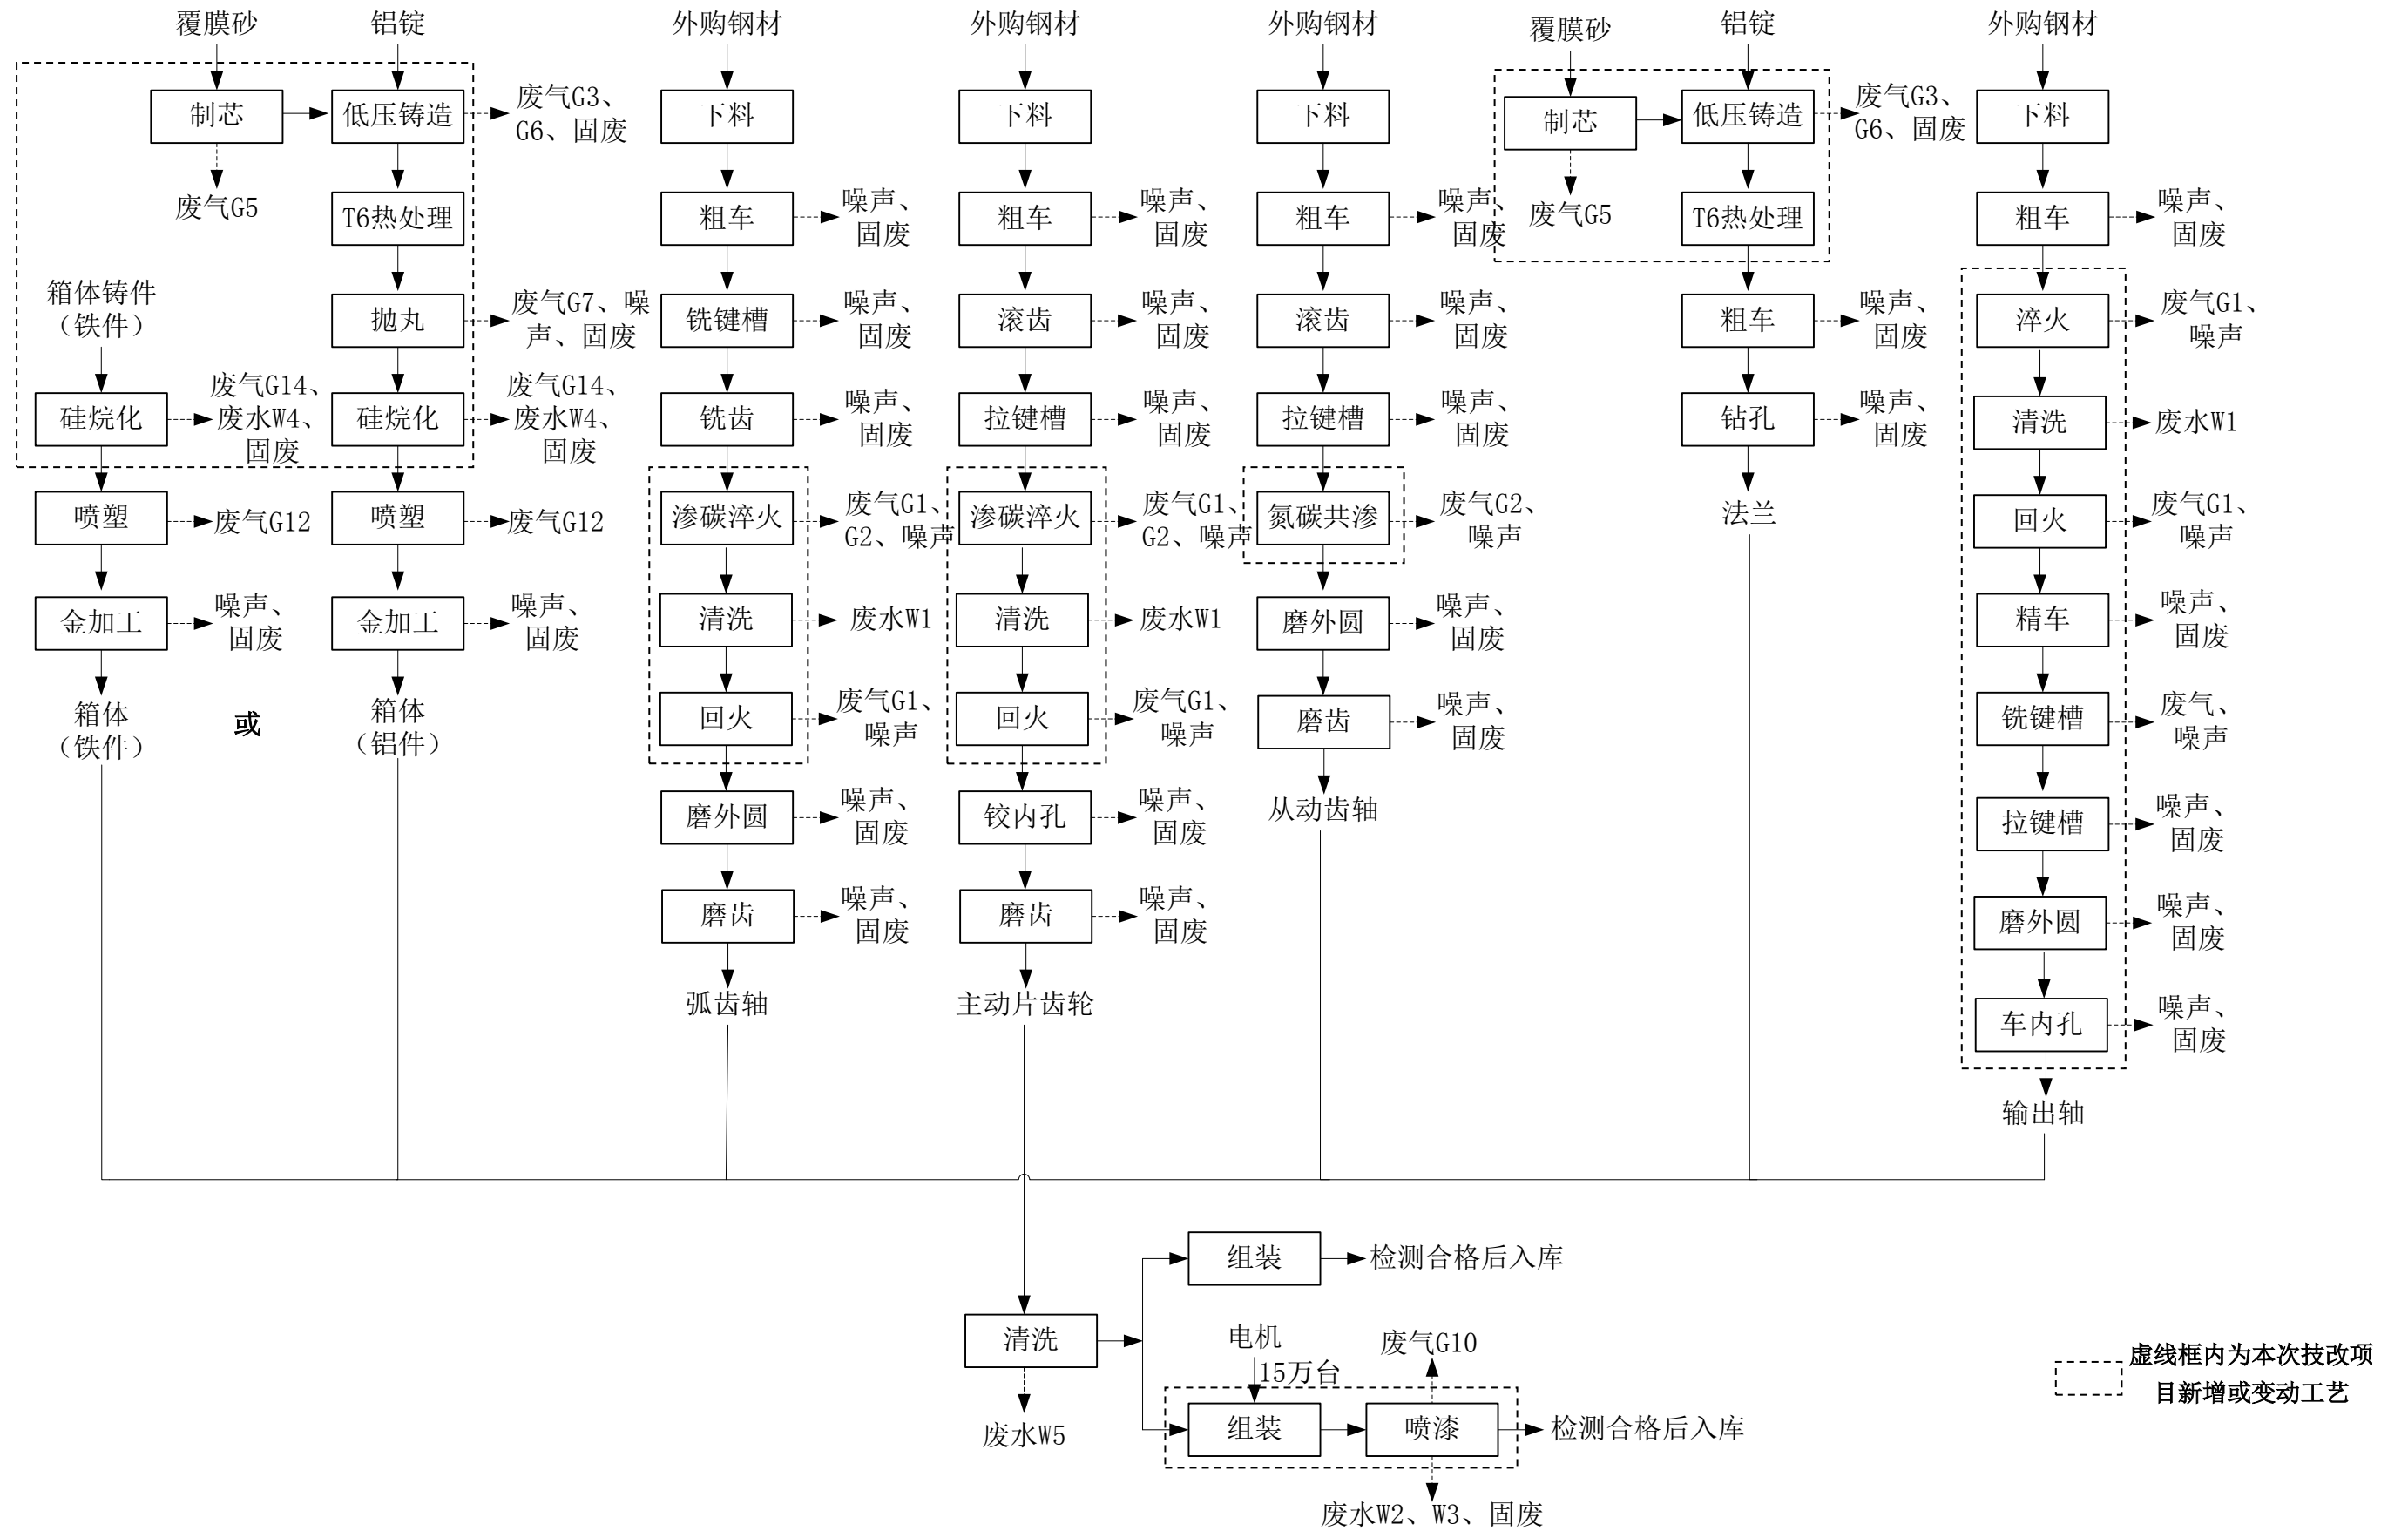 覆膜砂
铝锭
制芯
低压铸造
废气G3、
G6、固废
废气G5
T6热处理
箱体铸件
（铁件）
抛丸
废气G7、噪
声、固废
硅烷化
废气G14、
废水W4、
固废
硅烷化
废气G14、
废水W4、
固废
喷塑
废气G12
喷塑
废气G12
金加工
噪声、
固废
金加工
噪声、
固废
箱体
（铁件）
或
箱体
（铝件）
外购钢材
下料
粗车
噪声、
固废
铣键槽
噪声、
固废
铣齿
噪声、
固废
渗碳淬火
废气G1、
G2、噪声
清洗
废水W1
回火
废气G1、
噪声
磨外圆
噪声、
固废
磨齿
噪声、
固废
弧齿轴
外购钢材
下料
粗车
噪声、
固废
滚齿
噪声、
固废
拉键槽
噪声、
固废
渗碳淬火
废气G1、
G2、噪声
清洗
废水W1
回火
废气G1、
噪声
铰内孔
噪声、
固废
磨齿
噪声、
固废
主动片齿轮
外购钢材
下料
粗车
噪声、
固废
滚齿
噪声、
固废
拉键槽
噪声、
固废
氮碳共渗
废气G2、
噪声
磨外圆
噪声、
固废
磨齿
噪声、
固废
从动齿轴
覆膜砂
铝锭
制芯
低压铸造
废气G3、
G6、固废
废气G5
T6热处理
粗车
噪声、
固废
钻孔
噪声、
固废
法兰
外购钢材
下料
粗车
噪声、
固废
淬火
废气G1、
噪声
清洗
废水W1
回火
废气G1、
噪声
精车
噪声、
固废
铣键槽
废气、
噪声
拉键槽
噪声、
固废
磨外圆
噪声、
固废
车内孔
噪声、
固废
输出轴
清洗
废水W5
组装
检测合格后入库
电机
15万台
组装
喷漆
废气G10
检测合格后入库
废水W2、W3、固废
虚线框内为本次技改项
目新增或变动工艺